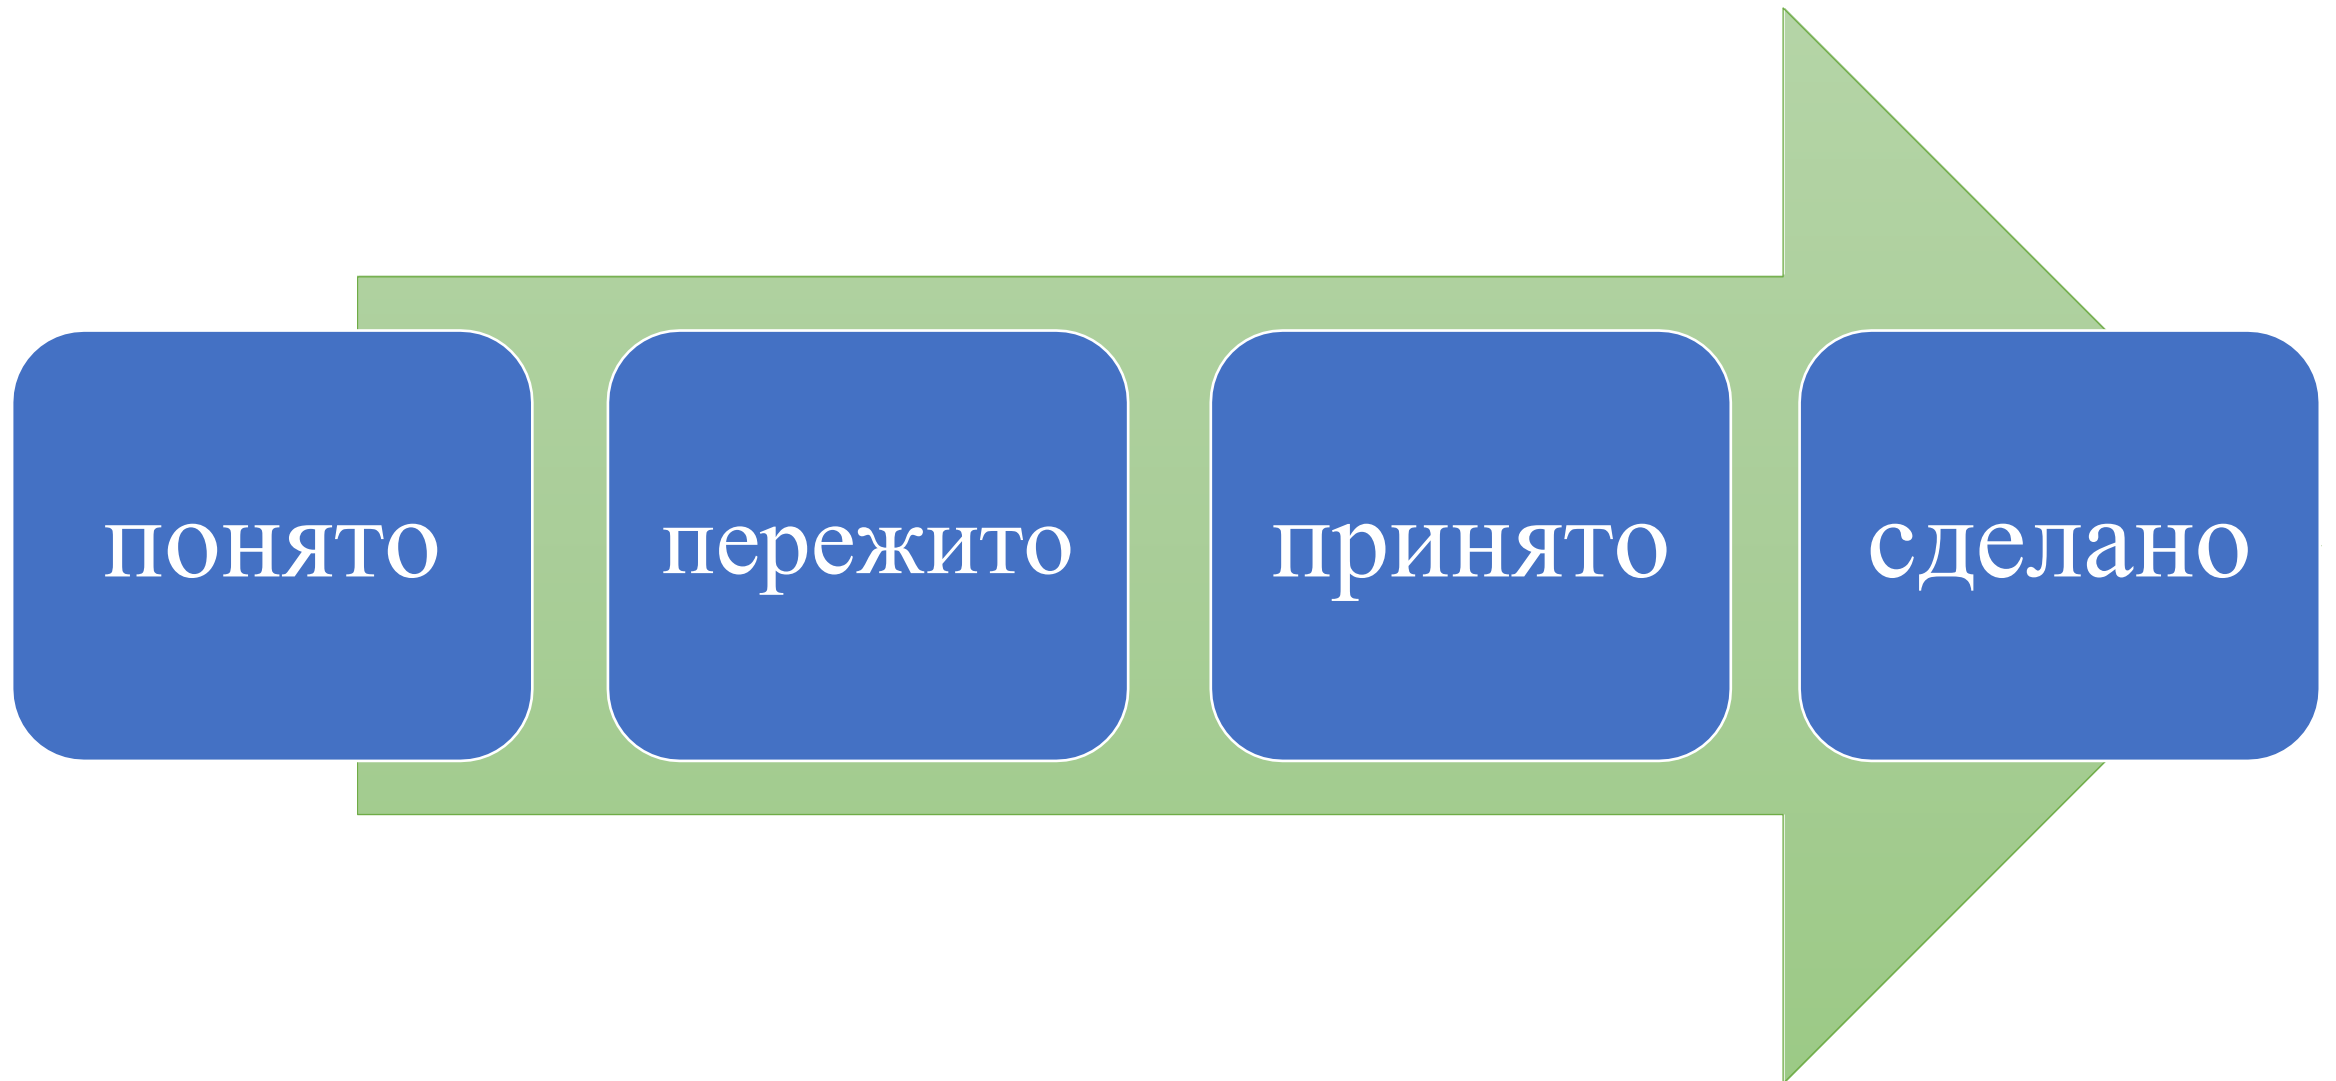 понято
пережито
принято
сделано